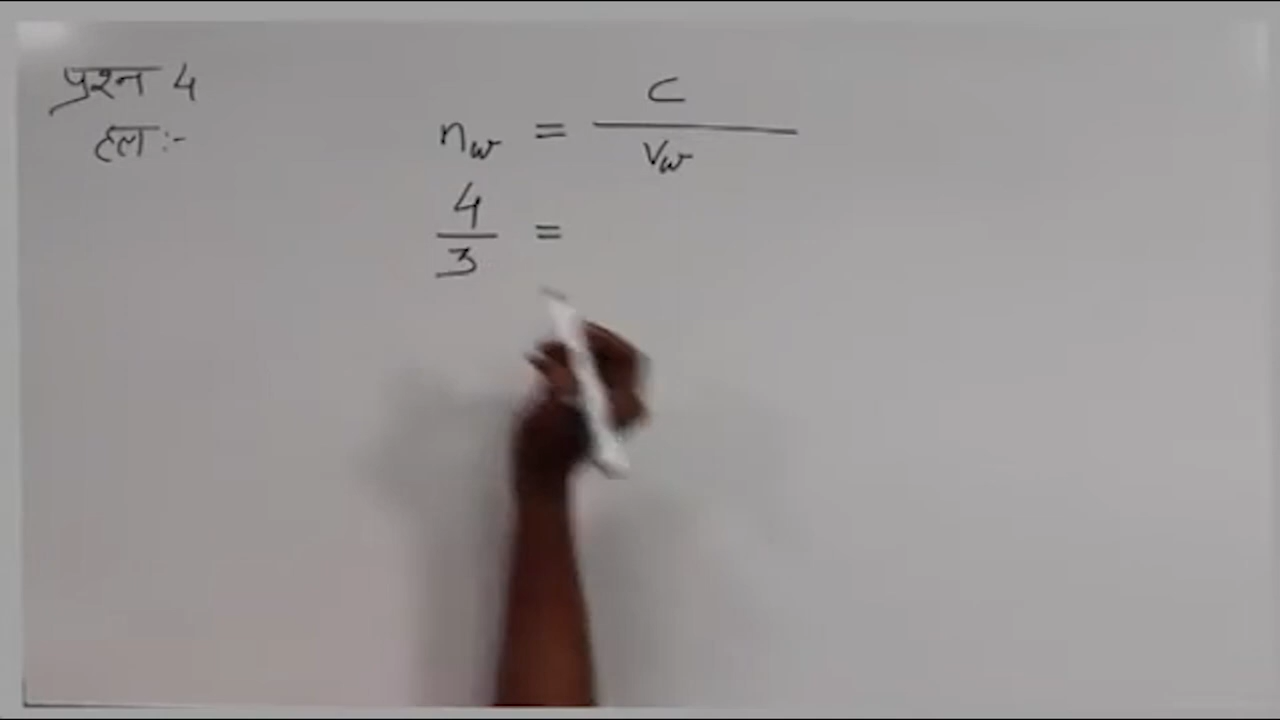 प्रश्न 4
हल :-
n_w = c / v_w
4/3 =